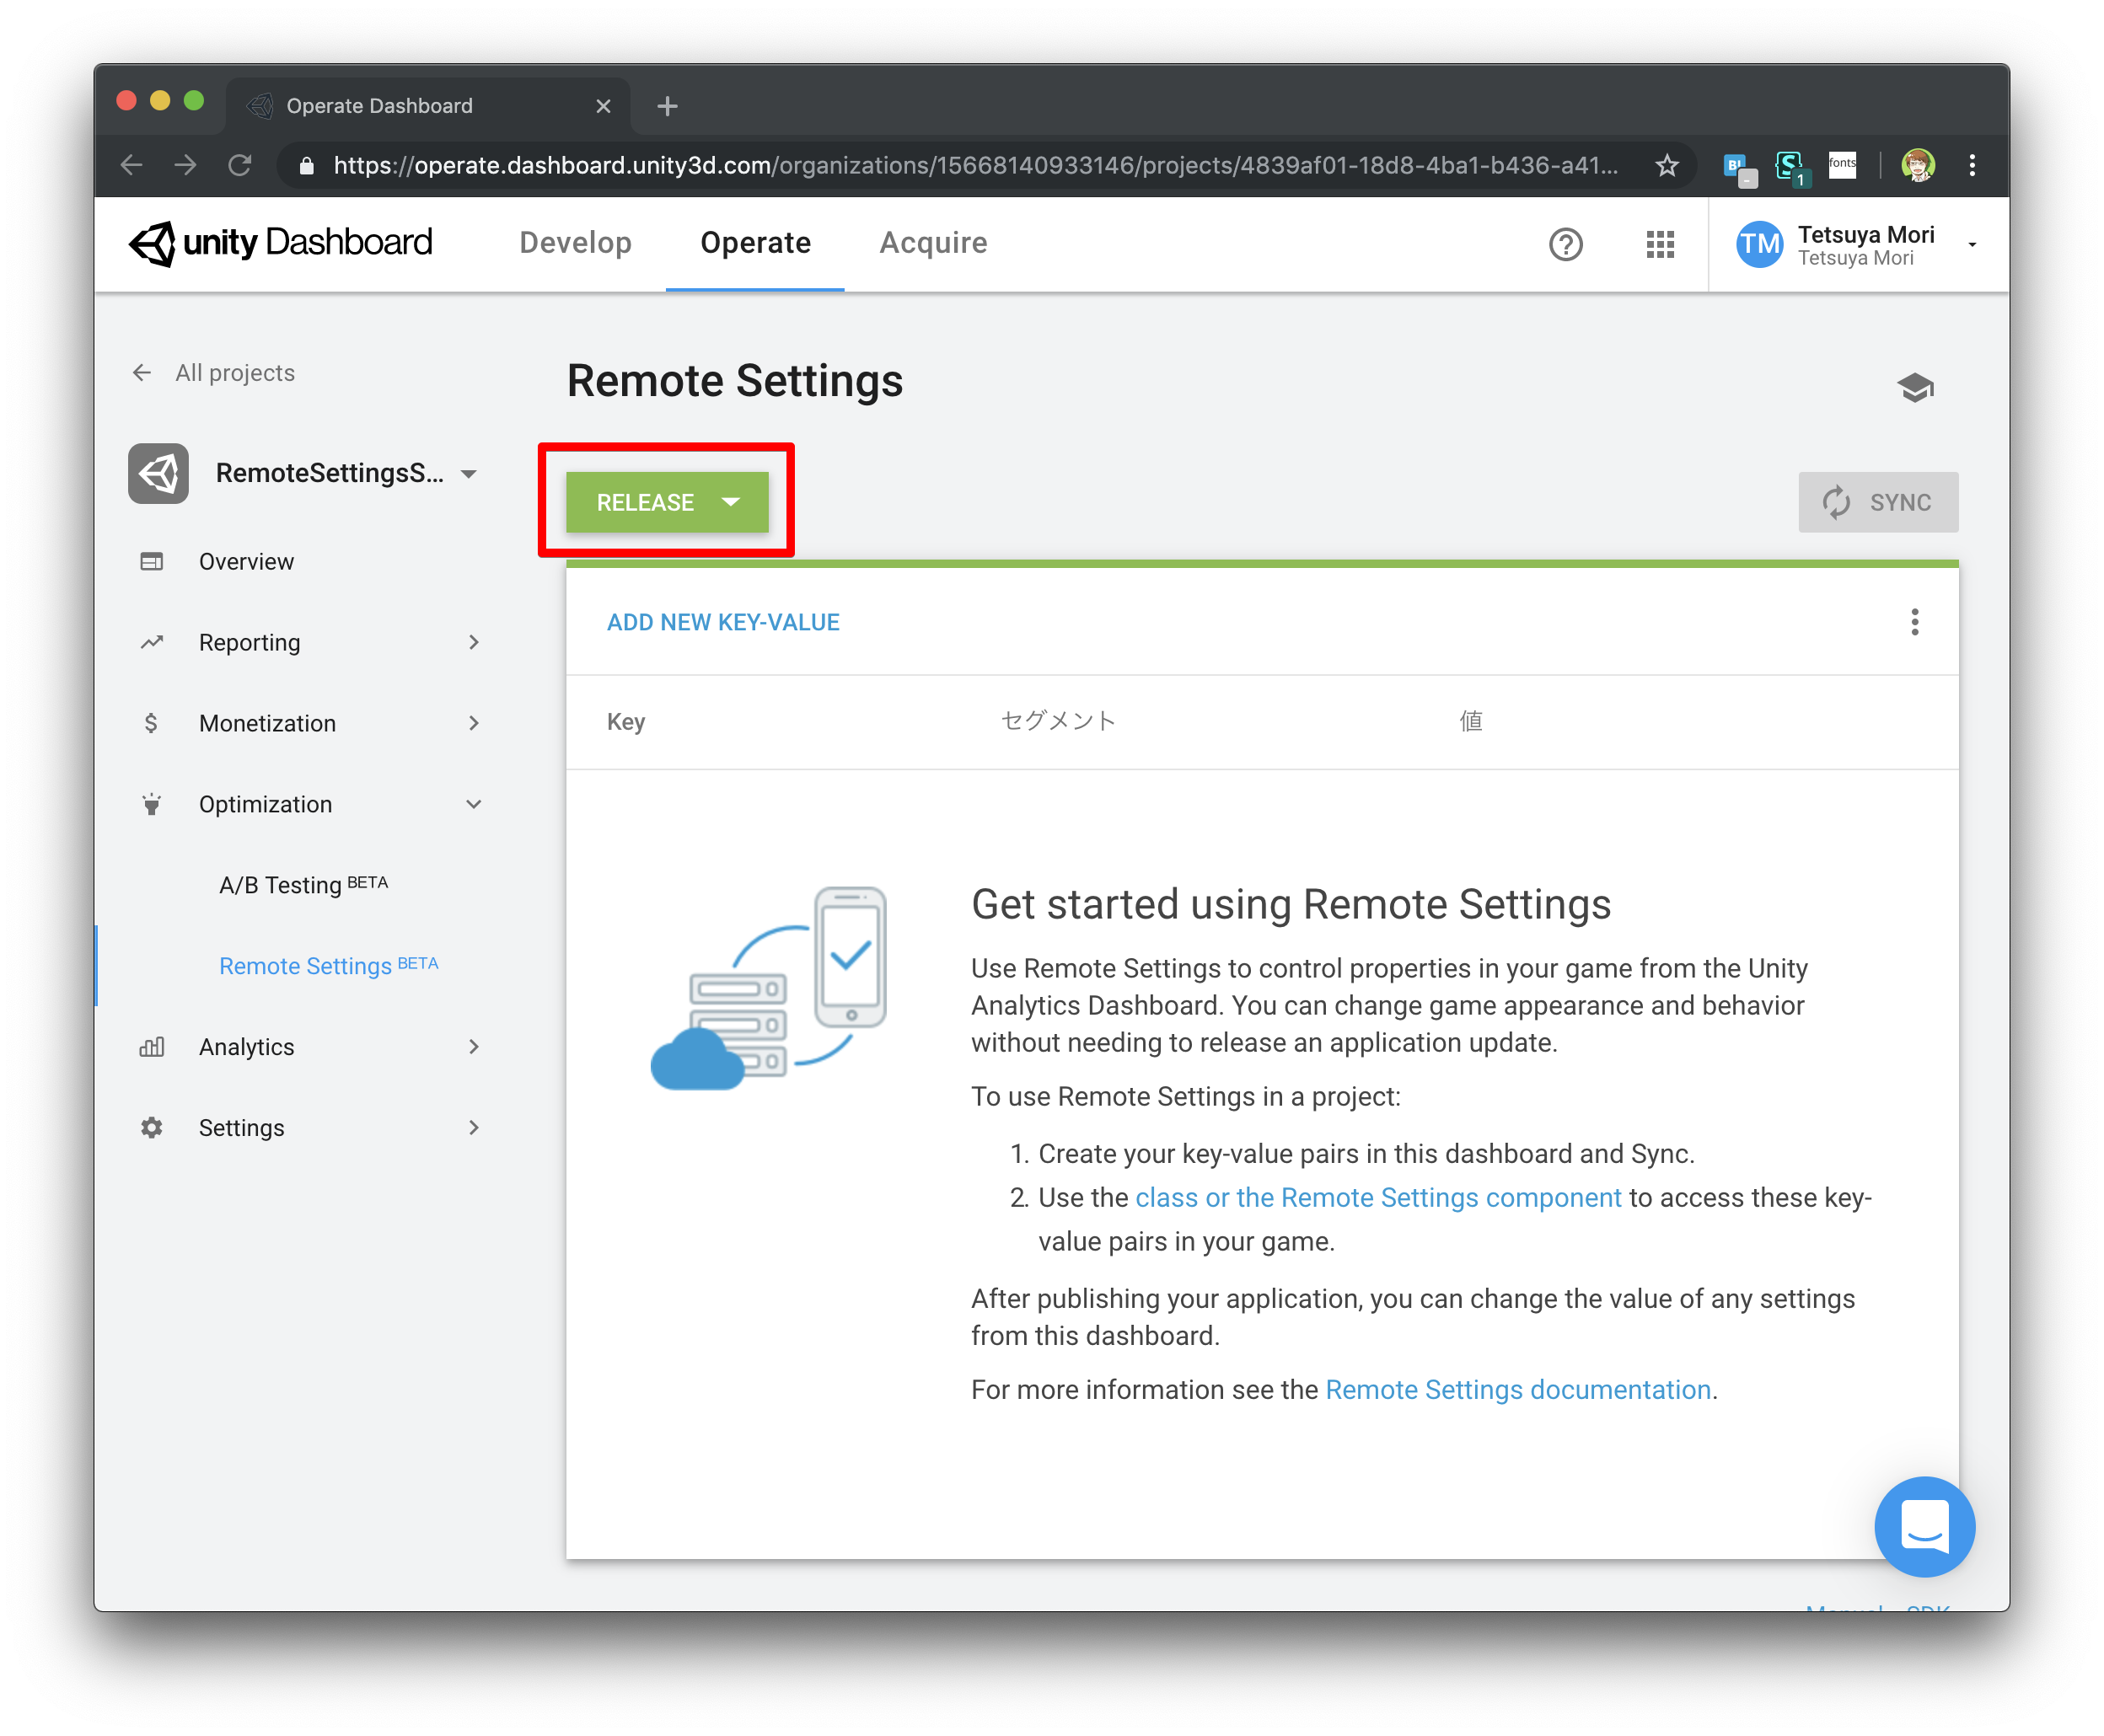 Operate Dashboard
https://operate.dashboard.unity3d.com/organizations/15668140933146/projects/4839af01-18d8-4ba1-b436-a41...
B!
1
fonts
unity Dashboard
Develop
Operate
Acquire
TM
Tetsuya Mori
Tetsuya Mori
All projects
RemoteSettingsS...
Overview
Reporting
Monetization
Optimization
A/B Testing BETA
Remote Settings BETA
Analytics
Settings
Remote Settings
RELEASE
SYNC
ADD NEW KEY-VALUE
Key
セグメント
値
Get started using Remote Settings
Use Remote Settings to control properties in your game from the Unity
Analytics Dashboard. You can change game appearance and behavior
without needing to release an application update.
To use Remote Settings in a project:
1. Create your key-value pairs in this dashboard and Sync.
2. Use the class or the Remote Settings component to access these key-
value pairs in your game.
After publishing your application, you can change the value of any settings
from this dashboard.
For more information see the Remote Settings documentation.